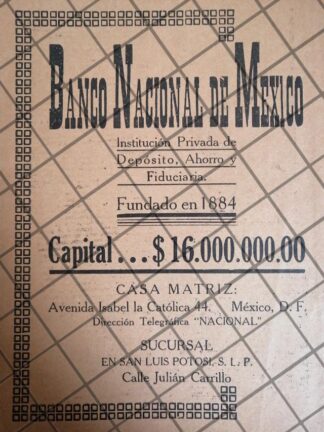 BANCO NACIONAL DE MEXICO
Institución Privada de
Deposito, Ahorro y
Fiduciaria.
Fundado en 1884
Capital . . . $ 16.000.000.00
CASA MATRIZ:
Avenida Isabel la Católica 44. México, D. F.
Dirección Telegráfica "NACIONAL"
SUCURSAL
EN SAN LUIS POTOSI, S. L. P.
Calle Julián Carrillo